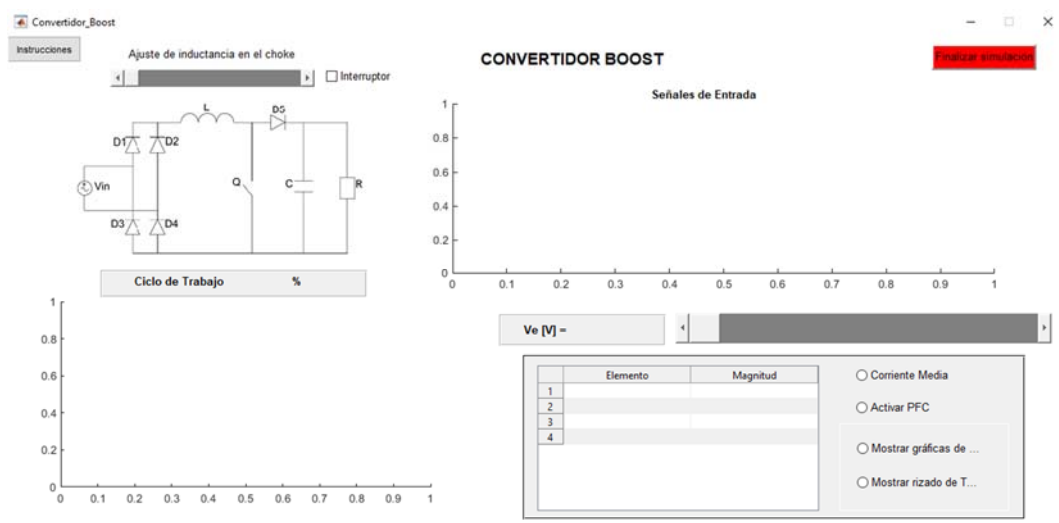 Convertidor_Boost
Instrucciones
Ajuste de inductancia en el choke
Interruptor
CONVERTIDOR BOOST
Finalizar simulacion
Señales de Entrada
1
0.8
0.6
0.4
0.2
0
0 0.1 0.2 0.3 0.4 0.5 0.6 0.7 0.8 0.9 1
L
D5
D1
D2
Vin
Q
C
R
D3
D4
Ciclo de Trabajo %
1
0.8
0.6
0.4
0.2
0
0 0.1 0.2 0.3 0.4 0.5 0.6 0.7 0.8 0.9 1
Ve [V] =
Elemento Magnitud
1
2
3
4
Corriente Media
Activar PFC
Mostrar gráficas de ...
Mostrar rizado de T...